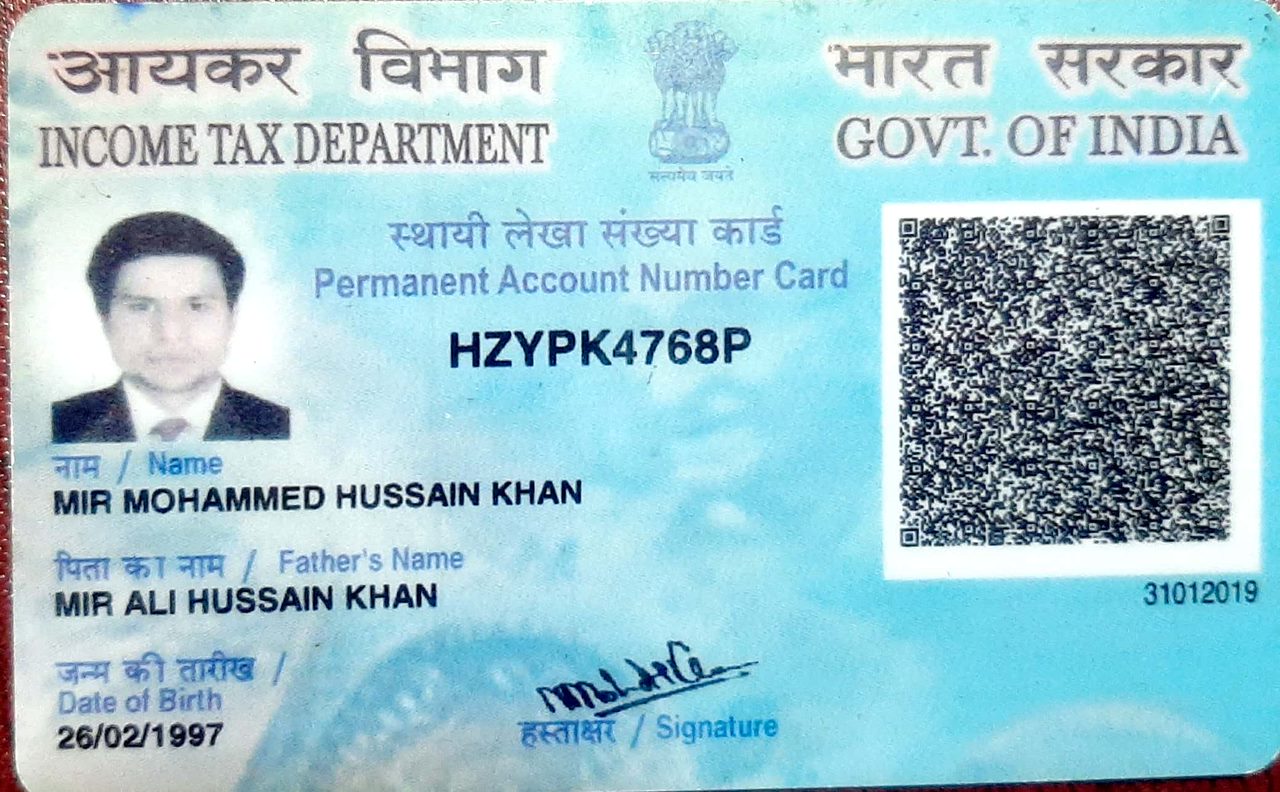 आयकर विभाग
INCOME TAX DEPARTMENT
सत्यमेव जयते
भारत सरकार
GOVT. OF INDIA
स्थायी लेखा संख्या कार्ड
Permanent Account Number Card
HZYPK4768P
नाम / Name
MIR MOHAMMED HUSSAIN KHAN
पिता का नाम / Father's Name
MIR ALI HUSSAIN KHAN
31012019
जन्म की तारीख /
Date of Birth
26/02/1997
हस्ताक्षर / Signature